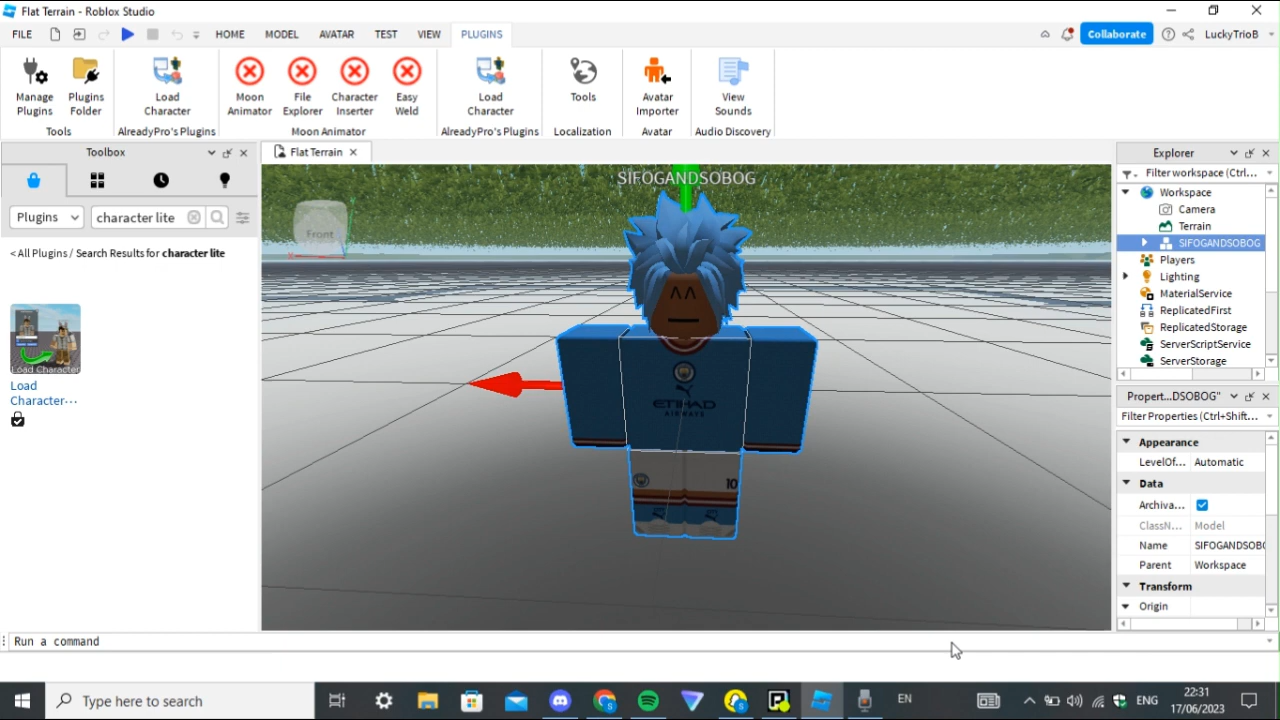 Flat Terrain - Roblox Studio
FILE HOME MODEL AVATAR TEST VIEW PLUGINS Collaborate LuckyTrioB
Manage Plugins
Plugins Folder
Load Character
Moon Animator
File Explorer
Character Inserter
Easy Weld
Load Character
Tools
Avatar Importer
View Sounds
Tools AlreadyPro's Plugins Moon Animator AlreadyPro's Plugins Localization Avatar Audio Discovery
Toolbox
Flat Terrain
Plugins character lite
< All Plugins / Search Results for character lite
Load Character
Load
Character...
SIFOGANDSOBOG
Front
ETIHAD
AIRWAYS
10
Explorer
Filter workspace (Ctrl...
Workspace
Camera
Terrain
SIFOGANDSOBOG
Players
Lighting
MaterialService
ReplicatedFirst
ReplicatedStorage
ServerScriptService
ServerStorage
Propert...DSOBOG"
Filter Properties (Ctrl+Shift...
Appearance
LevelOf... Automatic
Data
Archiva...
ClassN... Model
Name SIFOGANDSOBO
Parent Workspace
Transform
Origin
Run a command
Type here to search
EN
ENG
22:31
17/06/2023